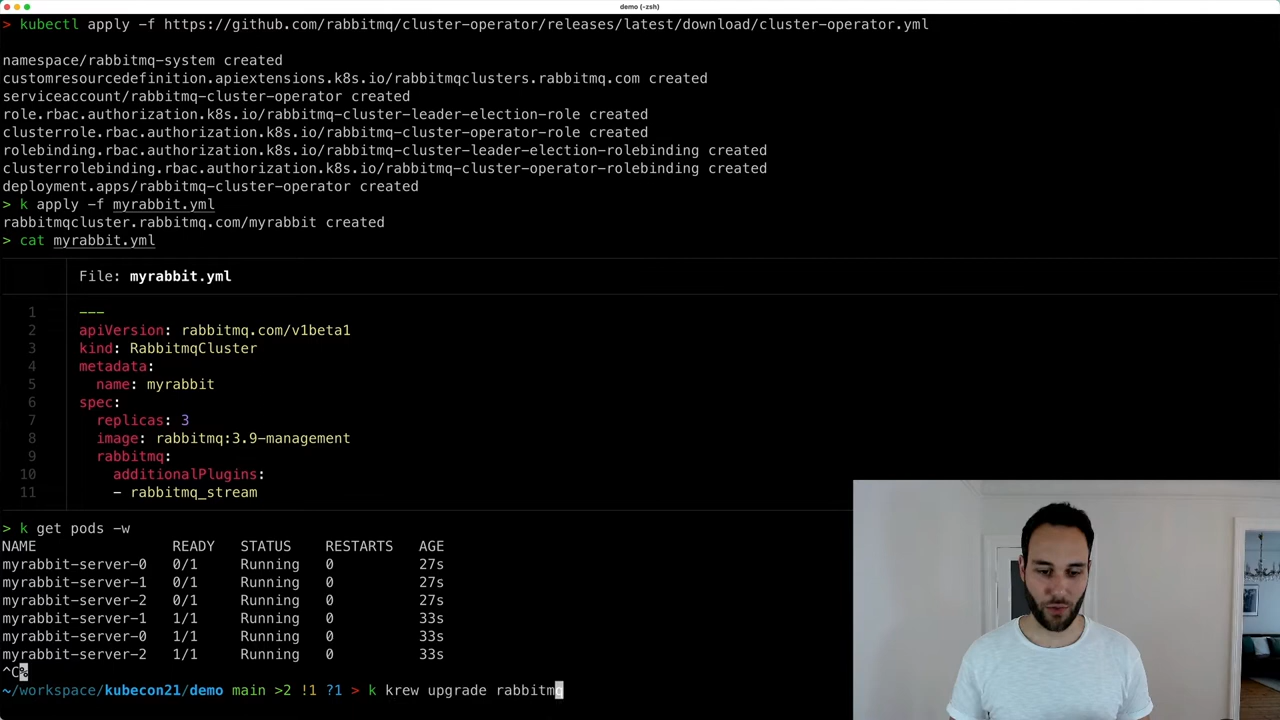 demo (-zsh)
> kubectl apply -f https://github.com/rabbitmq/cluster-operator/releases/latest/download/cluster-operator.yml
namespace/rabbitmq-system created
customresourcedefinition.apiextensions.k8s.io/rabbitmqclusters.rabbitmq.com created
serviceaccount/rabbitmq-cluster-operator created
role.rbac.authorization.k8s.io/rabbitmq-cluster-leader-election-role created
clusterrole.rbac.authorization.k8s.io/rabbitmq-cluster-operator-role created
rolebinding.rbac.authorization.k8s.io/rabbitmq-cluster-leader-election-rolebinding created
clusterrolebinding.rbac.authorization.k8s.io/rabbitmq-cluster-operator-rolebinding created
deployment.apps/rabbitmq-cluster-operator created
> k apply -f myrabbit.yml
rabbitmqcluster.rabbitmq.com/myrabbit created
> cat myrabbit.yml
File: myrabbit.yml
1 ---
2 apiVersion: rabbitmq.com/v1beta1
3 kind: RabbitmqCluster
4 metadata:
5 name: myrabbit
6 spec:
7 replicas: 3
8 image: rabbitmq:3.9-management
9 rabbitmq:
10 additionalPlugins:
11 - rabbitmq_stream
> k get pods -w
NAME READY STATUS RESTARTS AGE
myrabbit-server-0 0/1 Running 0 27s
myrabbit-server-1 0/1 Running 0 27s
myrabbit-server-2 0/1 Running 0 27s
myrabbit-server-1 1/1 Running 0 33s
myrabbit-server-0 1/1 Running 0 33s
myrabbit-server-2 1/1 Running 0 33s
^C%
~/workspace/kubecon21/demo main >2 !1 ?1 > k krew upgrade rabbitmq